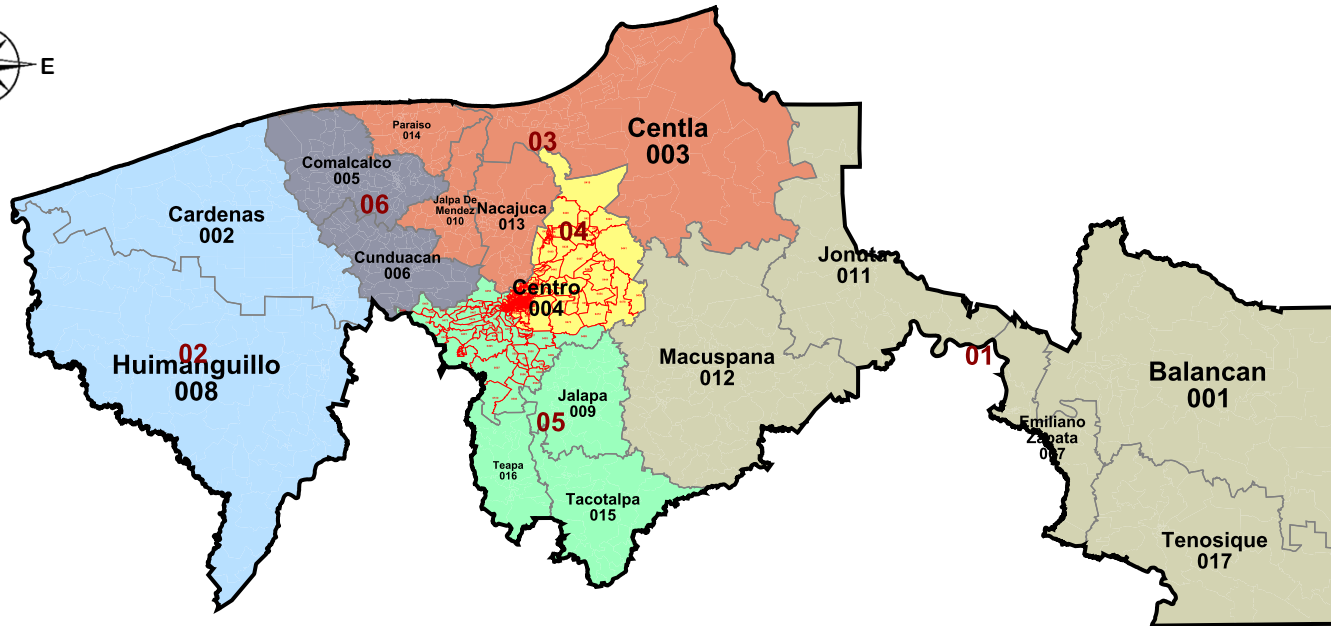 E
Paraiso
014
Centla
003
03
Comalcalco
005
06
Jalpa De
Mendez
010
Nacajuca
013
Cardenas
002
04
Cunduacan
006
Jonuta
011
Centro
004
02
Huimanguillo
008
Macuspana
012
01
Balancan
001
Jalapa
009
05
Emiliano
Zapata
007
Teapa
016
Tacotalpa
015
Tenosique
017